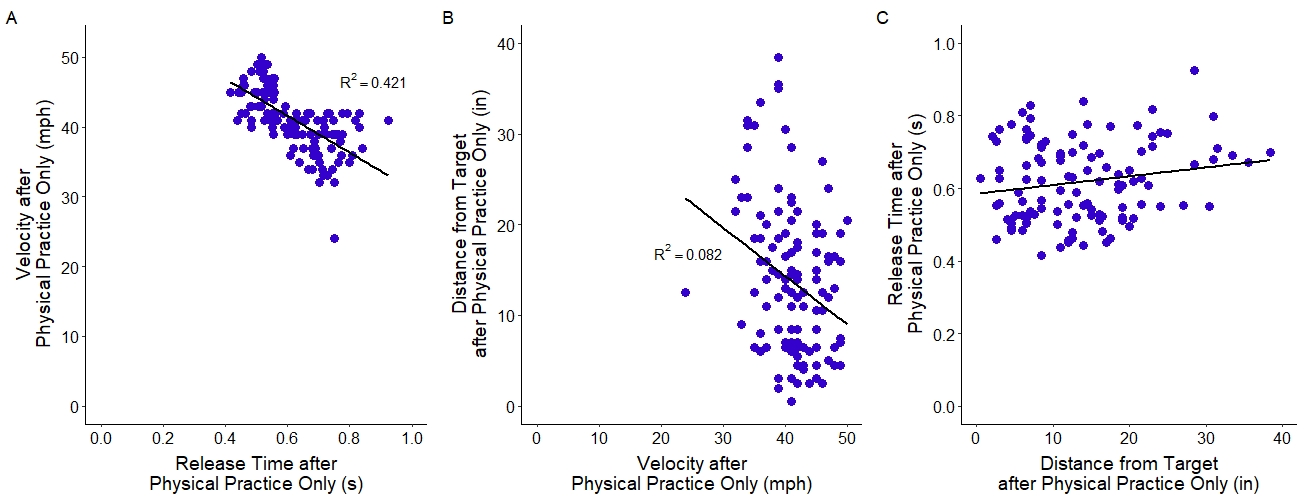 A
Velocity after
Physical Practice Only (mph)
50
40
30
20
10
0
R² = 0.421
0.0 0.2 0.4 0.6 0.8 1.0
Release Time after
Physical Practice Only (s)
B
Distance from Target
after Physical Practice Only (in)
40
30
20
10
0
R² = 0.082
0 10 20 30 40 50
Velocity after
Physical Practice Only (mph)
C
Release Time after
Physical Practice Only (s)
1.0
0.8
0.6
0.4
0.2
0.0
0 10 20 30 40
Distance from Target
after Physical Practice Only (in)